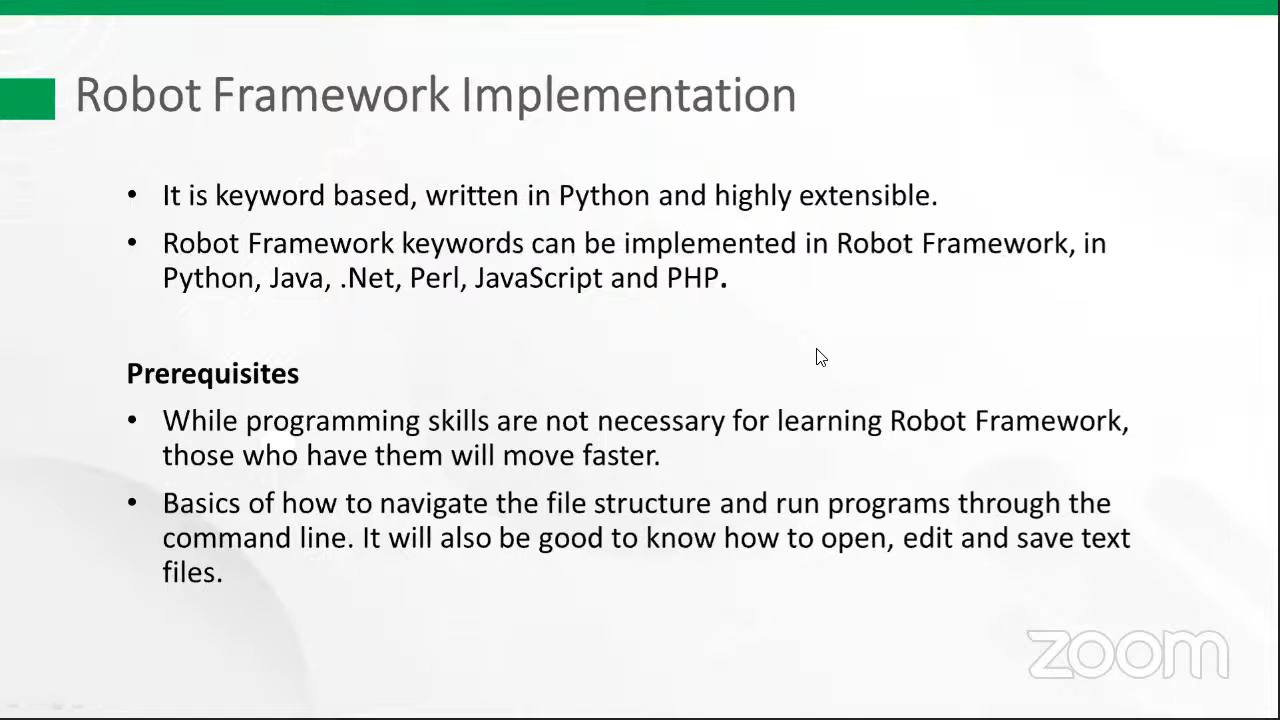 Robot Framework Implementation
• It is keyword based, written in Python and highly extensible.
• Robot Framework keywords can be implemented in Robot Framework, in
Python, Java, .Net, Perl, JavaScript and PHP.
Prerequisites
• While programming skills are not necessary for learning Robot Framework,
those who have them will move faster.
• Basics of how to navigate the file structure and run programs through the
command line. It will also be good to know how to open, edit and save text
files.
zoom